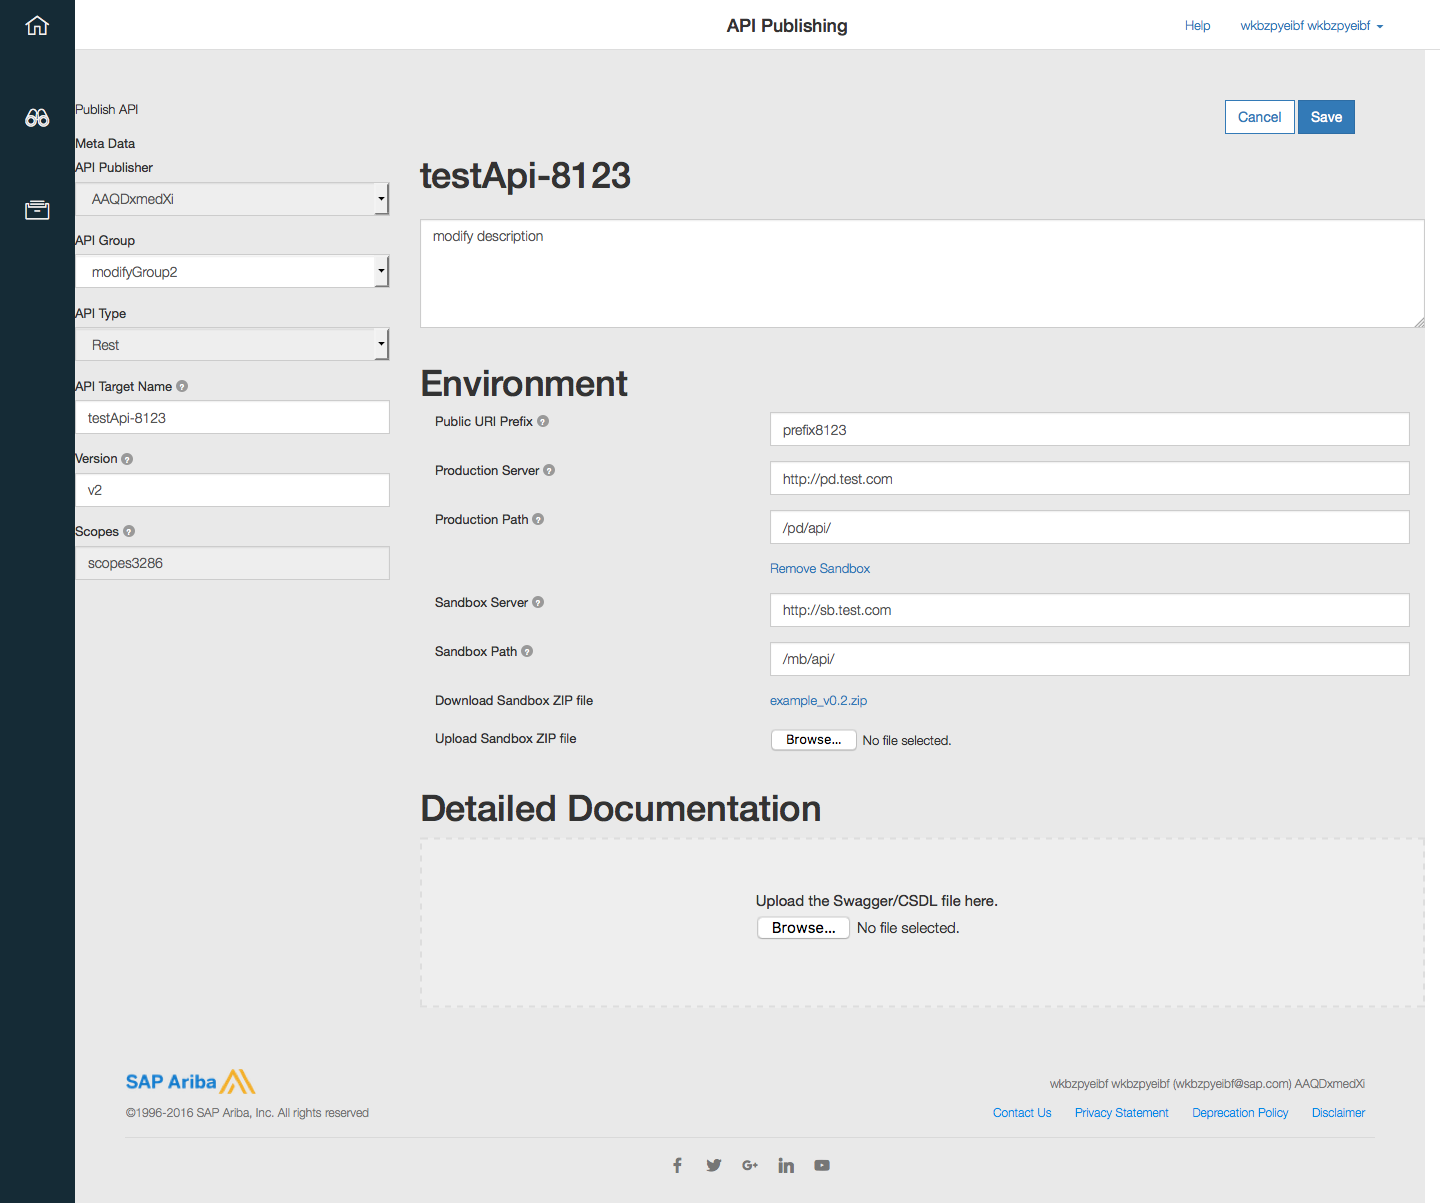 API Publishing
Help
wkbzpyeibf wkbzpyeibf
Publish API
Cancel
Save
Meta Data
API Publisher
AAQDxmedXi
API Group
modifyGroup2
API Type
Rest
API Target Name
testApi-8123
Version
v2
Scopes
scopes3286
testApi-8123
modify description
Environment
Public URI Prefix
prefix8123
Production Server
http://pd.test.com
Production Path
/pd/api/
Remove Sandbox
Sandbox Server
http://sb.test.com
Sandbox Path
/mb/api/
Download Sandbox ZIP file
example_v0.2.zip
Upload Sandbox ZIP file
Browse... No file selected.
Detailed Documentation
Upload the Swagger/CSDL file here.
Browse... No file selected.
SAP Ariba
wkbzpyeibf wkbzpyeibf (wkbzpyeibf@sap.com) AAQDxmedXi
©1996-2016 SAP Ariba, Inc. All rights reserved
Contact Us
Privacy Statement
Deprecation Policy
Disclaimer